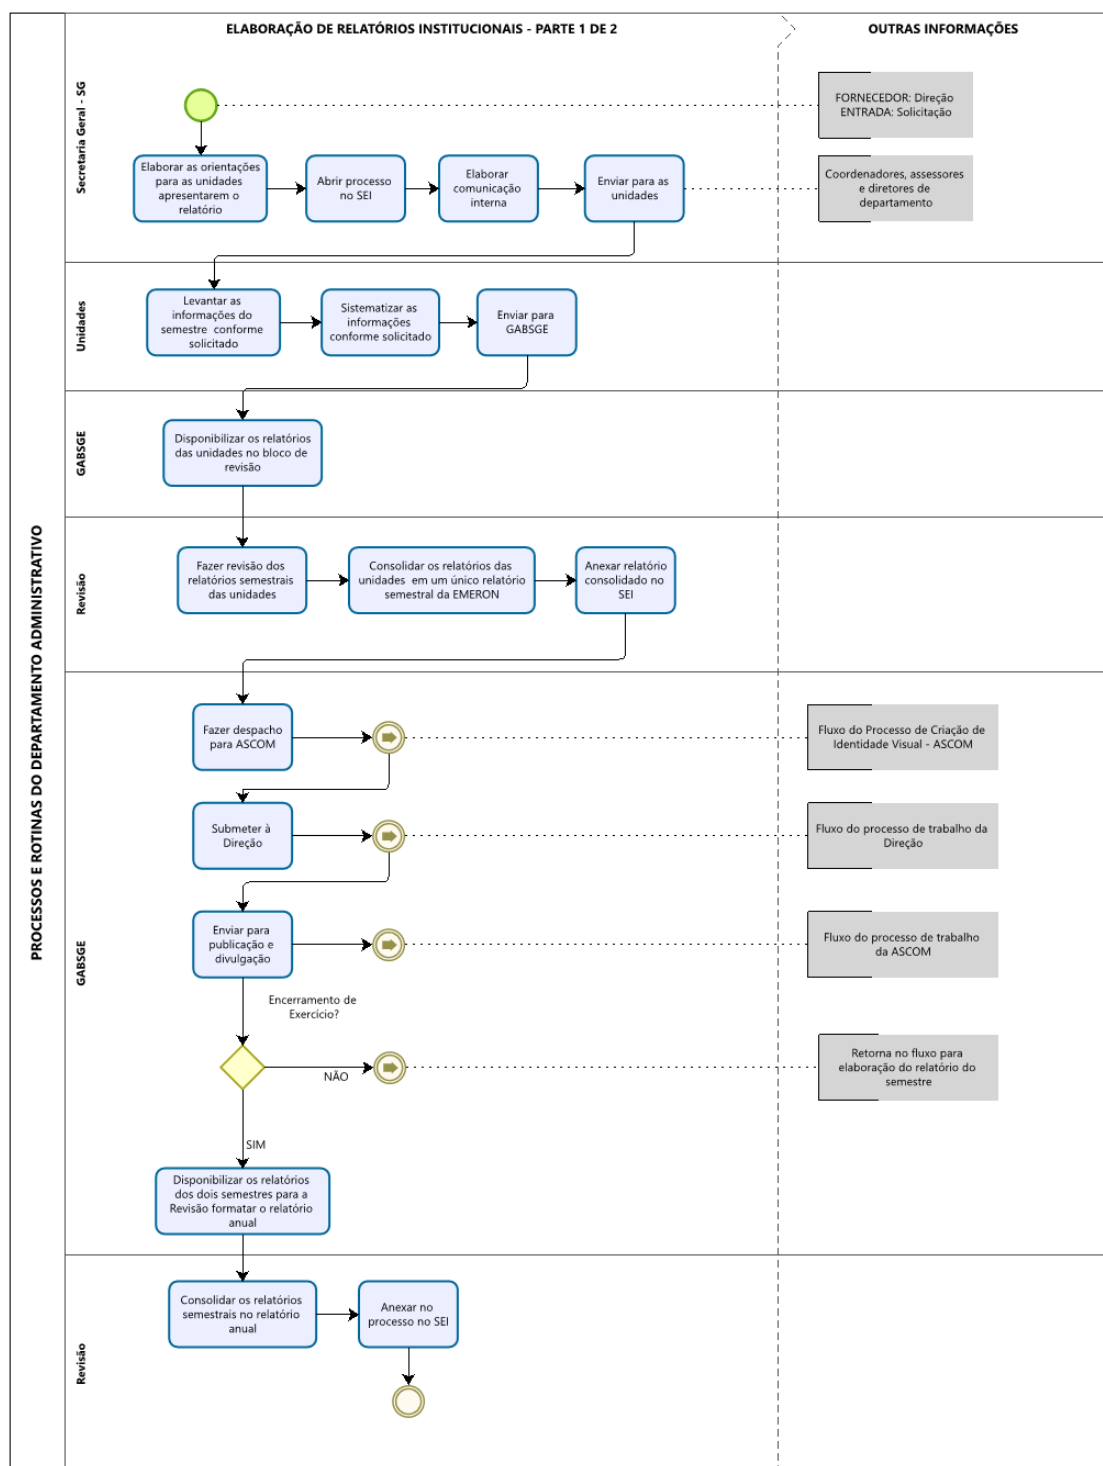 ELABORAÇÃO DE RELATÓRIOS INSTITUCIONAIS - PARTE 1 DE 2
OUTRAS INFORMAÇÕES
PROCESSOS E ROTINAS DO DEPARTAMENTO ADMINISTRATIVO
Secretaria Geral - SG
FORNECEDOR: Direção
ENTRADA: Solicitação
Elaborar as orientações
para as unidades
apresentarem o
relatório
Abrir processo
no SEI
Elaborar
comunicação
interna
Enviar para as
unidades
Coordenadores, assessores
e diretores de
departamento
Unidades
Levantar as
informações do
semestre conforme
solicitado
Sistematizar as
informações
conforme solicitado
Enviar para
GABSGE
GABSGE
Disponibilizar os relatórios
das unidades no bloco de
revisão
Revisão
Fazer revisão dos
relatórios semestrais
das unidades
Consolidar os relatórios das
unidades em um único relatório
semestral da EMERON
Anexar relatório
consolidado no
SEI
GABSGE
Fazer despacho
para ASCOM
Fluxo do Processo de Criação de
Identidade Visual - ASCOM
Submeter à
Direção
Fluxo do processo de trabalho da
Direção
Enviar para
publicação e
divulgação
Fluxo do processo de trabalho
da ASCOM
Encerramento de
Exercício?
NÃO
Retorna no fluxo para
elaboração do relatório do
semestre
SIM
Disponibilizar os relatórios
dos dois semestres para a
Revisão formatar o relatório
anual
Revisão
Consolidar os relatórios
semestrais no relatório
anual
Anexar no
processo no SEI